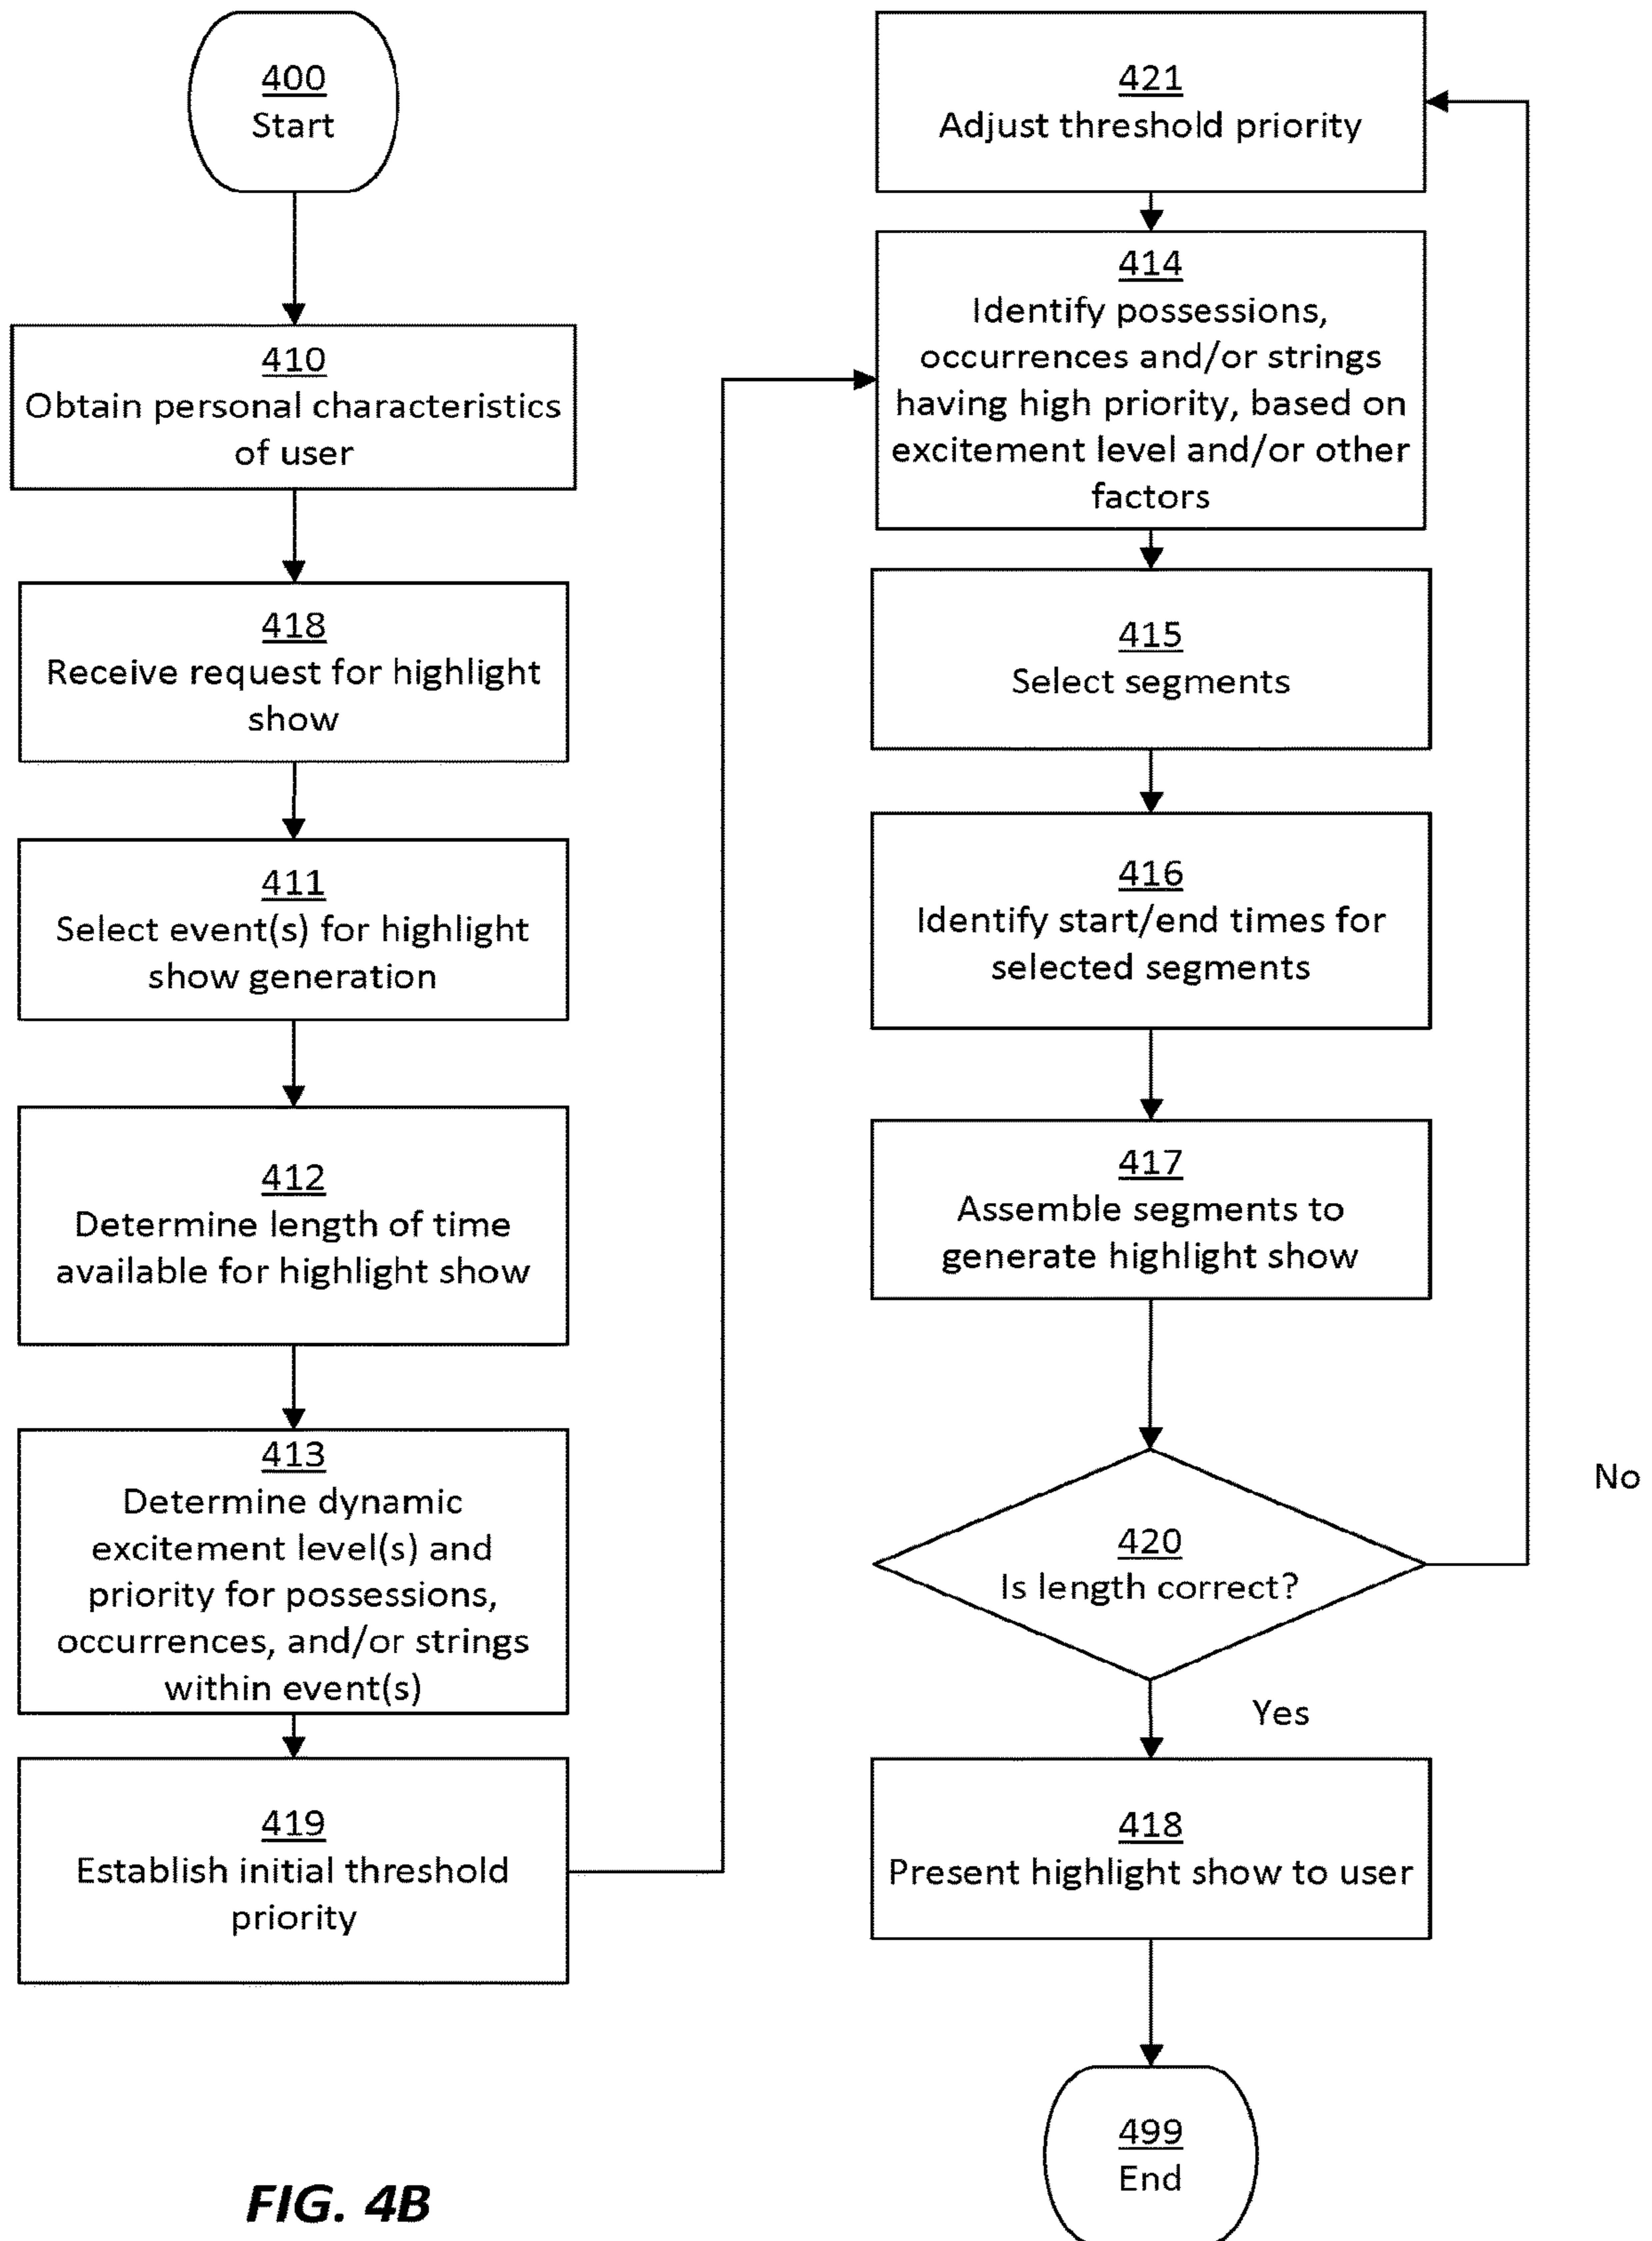 400
Start
410
Obtain personal characteristics
of user
418
Receive request for highlight
show
411
Select event(s) for highlight
show generation
412
Determine length of time
available for highlight show
413
Determine dynamic
excitement level(s) and
priority for possessions,
occurrences, and/or strings
within event(s)
419
Establish initial threshold
priority
421
Adjust threshold priority
414
Identify possessions,
occurrences and/or strings
having high priority, based on
excitement level and/or other
factors
415
Select segments
416
Identify start/end times for
selected segments
417
Assemble segments to
generate highlight show
420
Is length correct?
No
Yes
418
Present highlight show to user
499
End
FIG. 4B